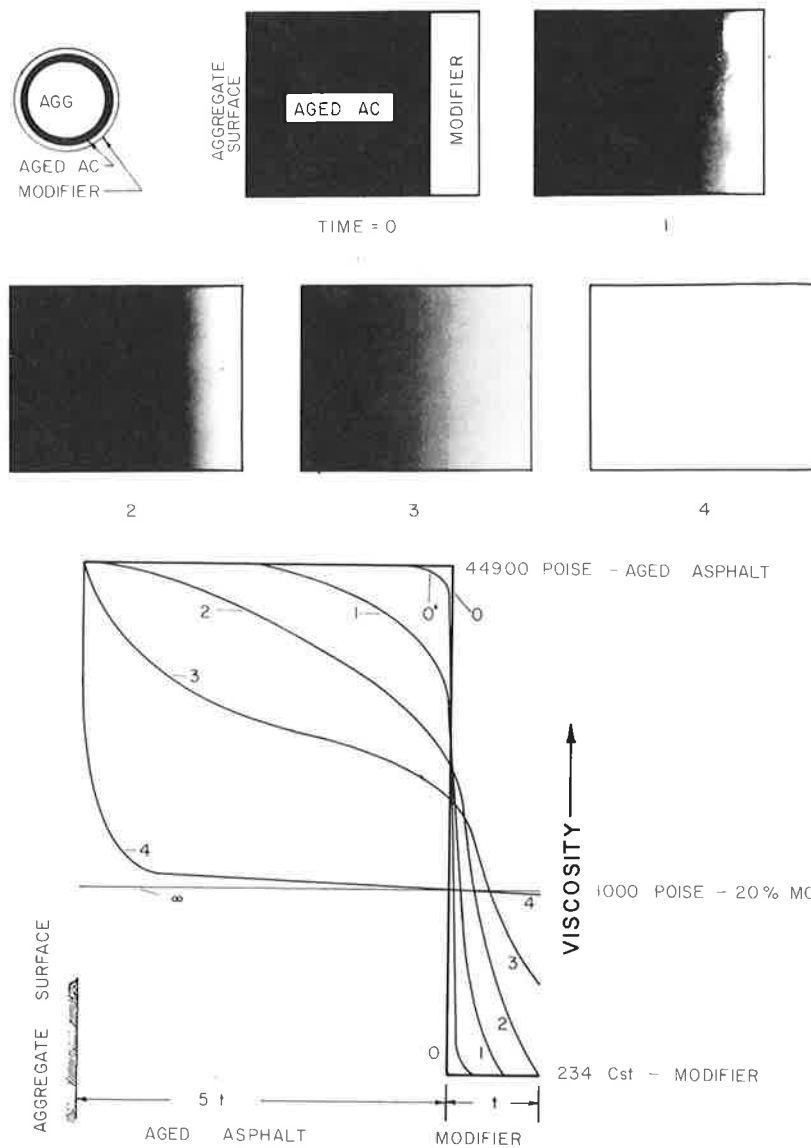 AGG
AGED AC
MODIFIER
AGGREGATE
SURFACE
AGED AC
MODIFIER
TIME = 0
1
2
3
4
44900 POISE - AGED ASPHALT
2
1
0'
0
3
4
∞
VISCOSITY
4
000 POISE - 20%
3
2
0
1
234 Cst - MODIFIER
AGGREGATE SURFACE
5 t
t
AGED ASPHALT
MODIFIER